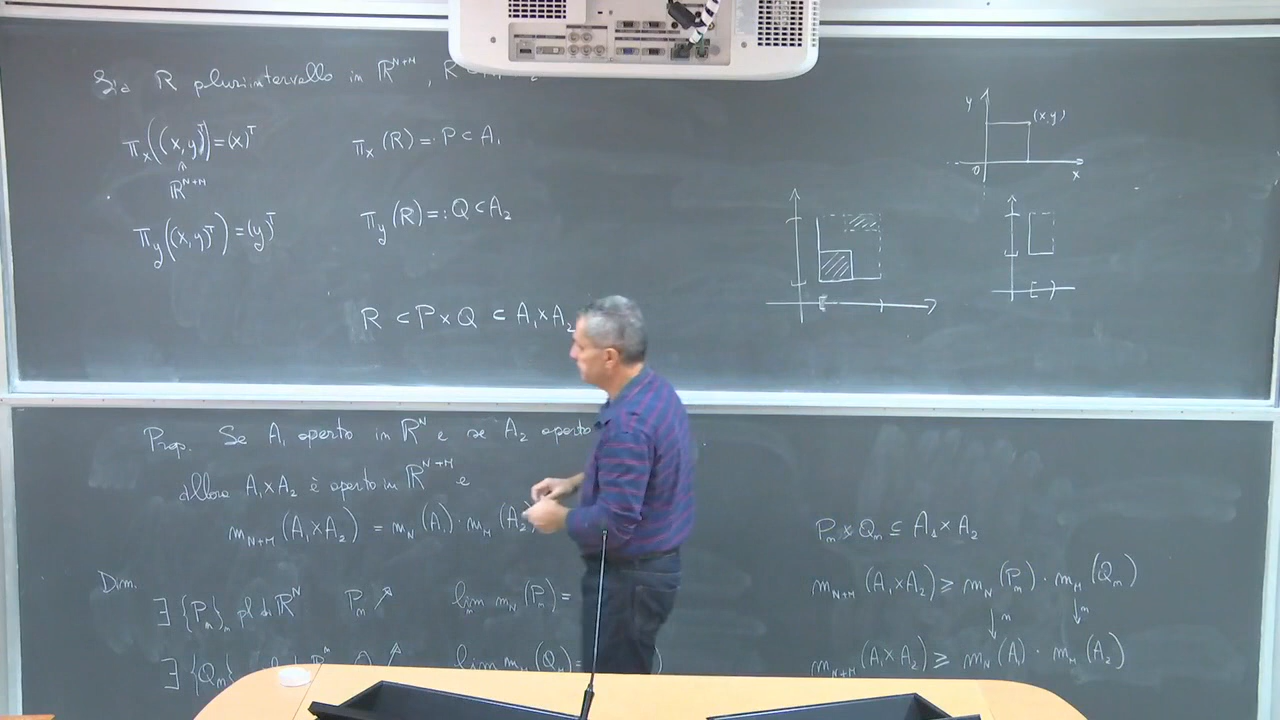 Sia R plurintervallo in ℝ^{N+M}, R
π_x((x,y)^T) = (x)^T
ℝ^{N+M}
π_x(R) =: P ⊂ A₁
π_y((x,y)^T) = (y)^T
π_y(R) =: Q ⊂ A₂
R ⊂ P × Q ⊂ A₁ × A₂
y
(x,y)
0
x
Prop. Se A₁ aperto in ℝ^N e se A₂ aperto
allora A₁×A₂ è aperto in ℝ^{N+M} e
m_{N+M}(A₁×A₂) = m_N(A₁)·m_M(A₂)
Dim.
∃ {P_n}_n pl di ℝ^N P_n ↗ lim_n m_N(P_n) =
∃ {Q_n} Q ↗ lim m_M(Q_n) =
P_n × Q_n ⊆ A₁ × A₂
m_{N+M}(A₁×A₂) ⩾ m_N(P_n) · m_M(Q_n)
↓n ↓n
m_{N+M}(A₁×A₂) ⩾ m_N(A₁) · m_M(A₂)